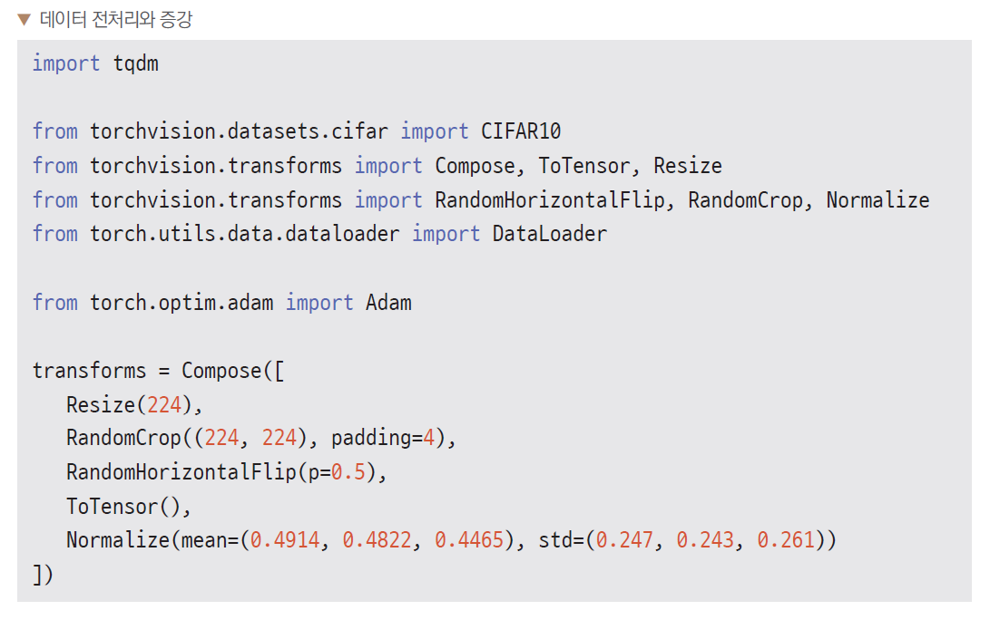 ▼ 데이터 전처리와 증강
import tqdm
from torchvision.datasets.cifar import CIFAR10
from torchvision.transforms import Compose, ToTensor, Resize
from torchvision.transforms import RandomHorizontalFlip, RandomCrop, Normalize
from torch.utils.data.dataloader import DataLoader
from torch.optim.adam import Adam
transforms = Compose([
   Resize(224),
   RandomCrop((224, 224), padding=4),
   RandomHorizontalFlip(p=0.5),
   ToTensor(),
   Normalize(mean=(0.4914, 0.4822, 0.4465), std=(0.247, 0.243, 0.261))
])